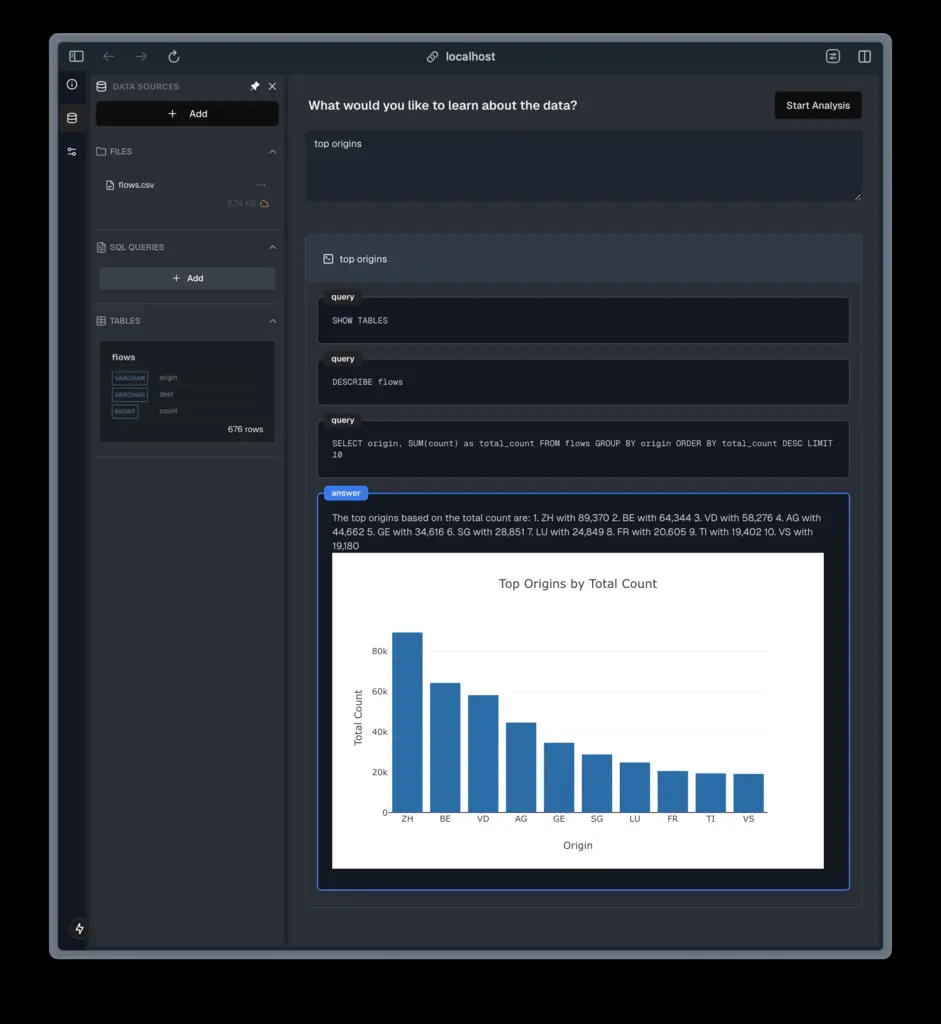 localhost
DATA SOURCES
+ Add
FILES
flows.csv
...
5.74 KB
SQL QUERIES
+ Add
TABLES
flows
VARCHAR origin
VARCHAR dest
BIGINT count
676 rows
What would you like to learn about the data?
Start Analysis
top origins
top origins
query
SHOW TABLES
query
DESCRIBE flows
query
SELECT origin, SUM(count) as total_count FROM flows GROUP BY origin ORDER BY total_count DESC LIMIT
10
answer
The top origins based on the total count are: 1. ZH with 89,370 2. BE with 64,344 3. VD with 58,276 4. AG with
44,662 5. GE with 34,616 6. SG with 28,851 7. LU with 24,849 8. FR with 20,605 9. TI with 19,402 10. VS with
19,180
Top Origins by Total Count
80k
60k
40k
20k
0
Total Count
ZH BE VD AG GE SG LU FR TI VS
Origin